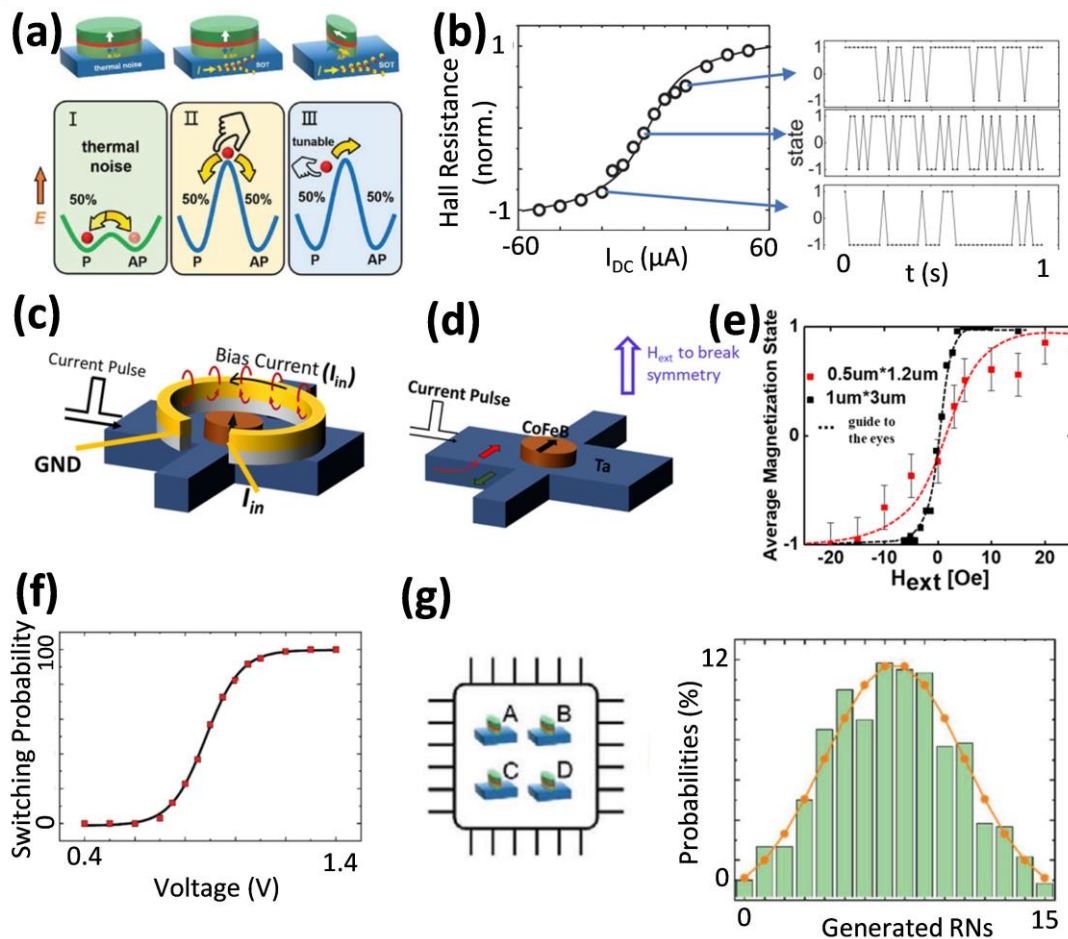 (a)
thermal noise
SOT
SOT
I
thermal
noise
50%
P
AP
II
50%
50%
P
AP
III
tunable
50%
50%
P
AP
E
(b)
Hall Resistance
(norm.)
1
-1
-60
60
I_DC (μA)
1
0
-1
1
0
-1
1
0
-1
state
0
1
t (s)
(c)
Current Pulse
Bias Current (I_in)
GND
I_in
(d)
Current Pulse
CoFeB
Ta
H_ext to break
symmetry
(e)
Average Magnetization State
1
0
-1
0.5um*1.2um
1um*3um
guide to
the eyes
-20
-10
0
10
20
H_ext [Oe]
(f)
Switching Probability
100
0
0.4
1.4
Voltage (V)
(g)
A
B
C
D
Probabilities (%)
12
0
0
15
Generated RNs